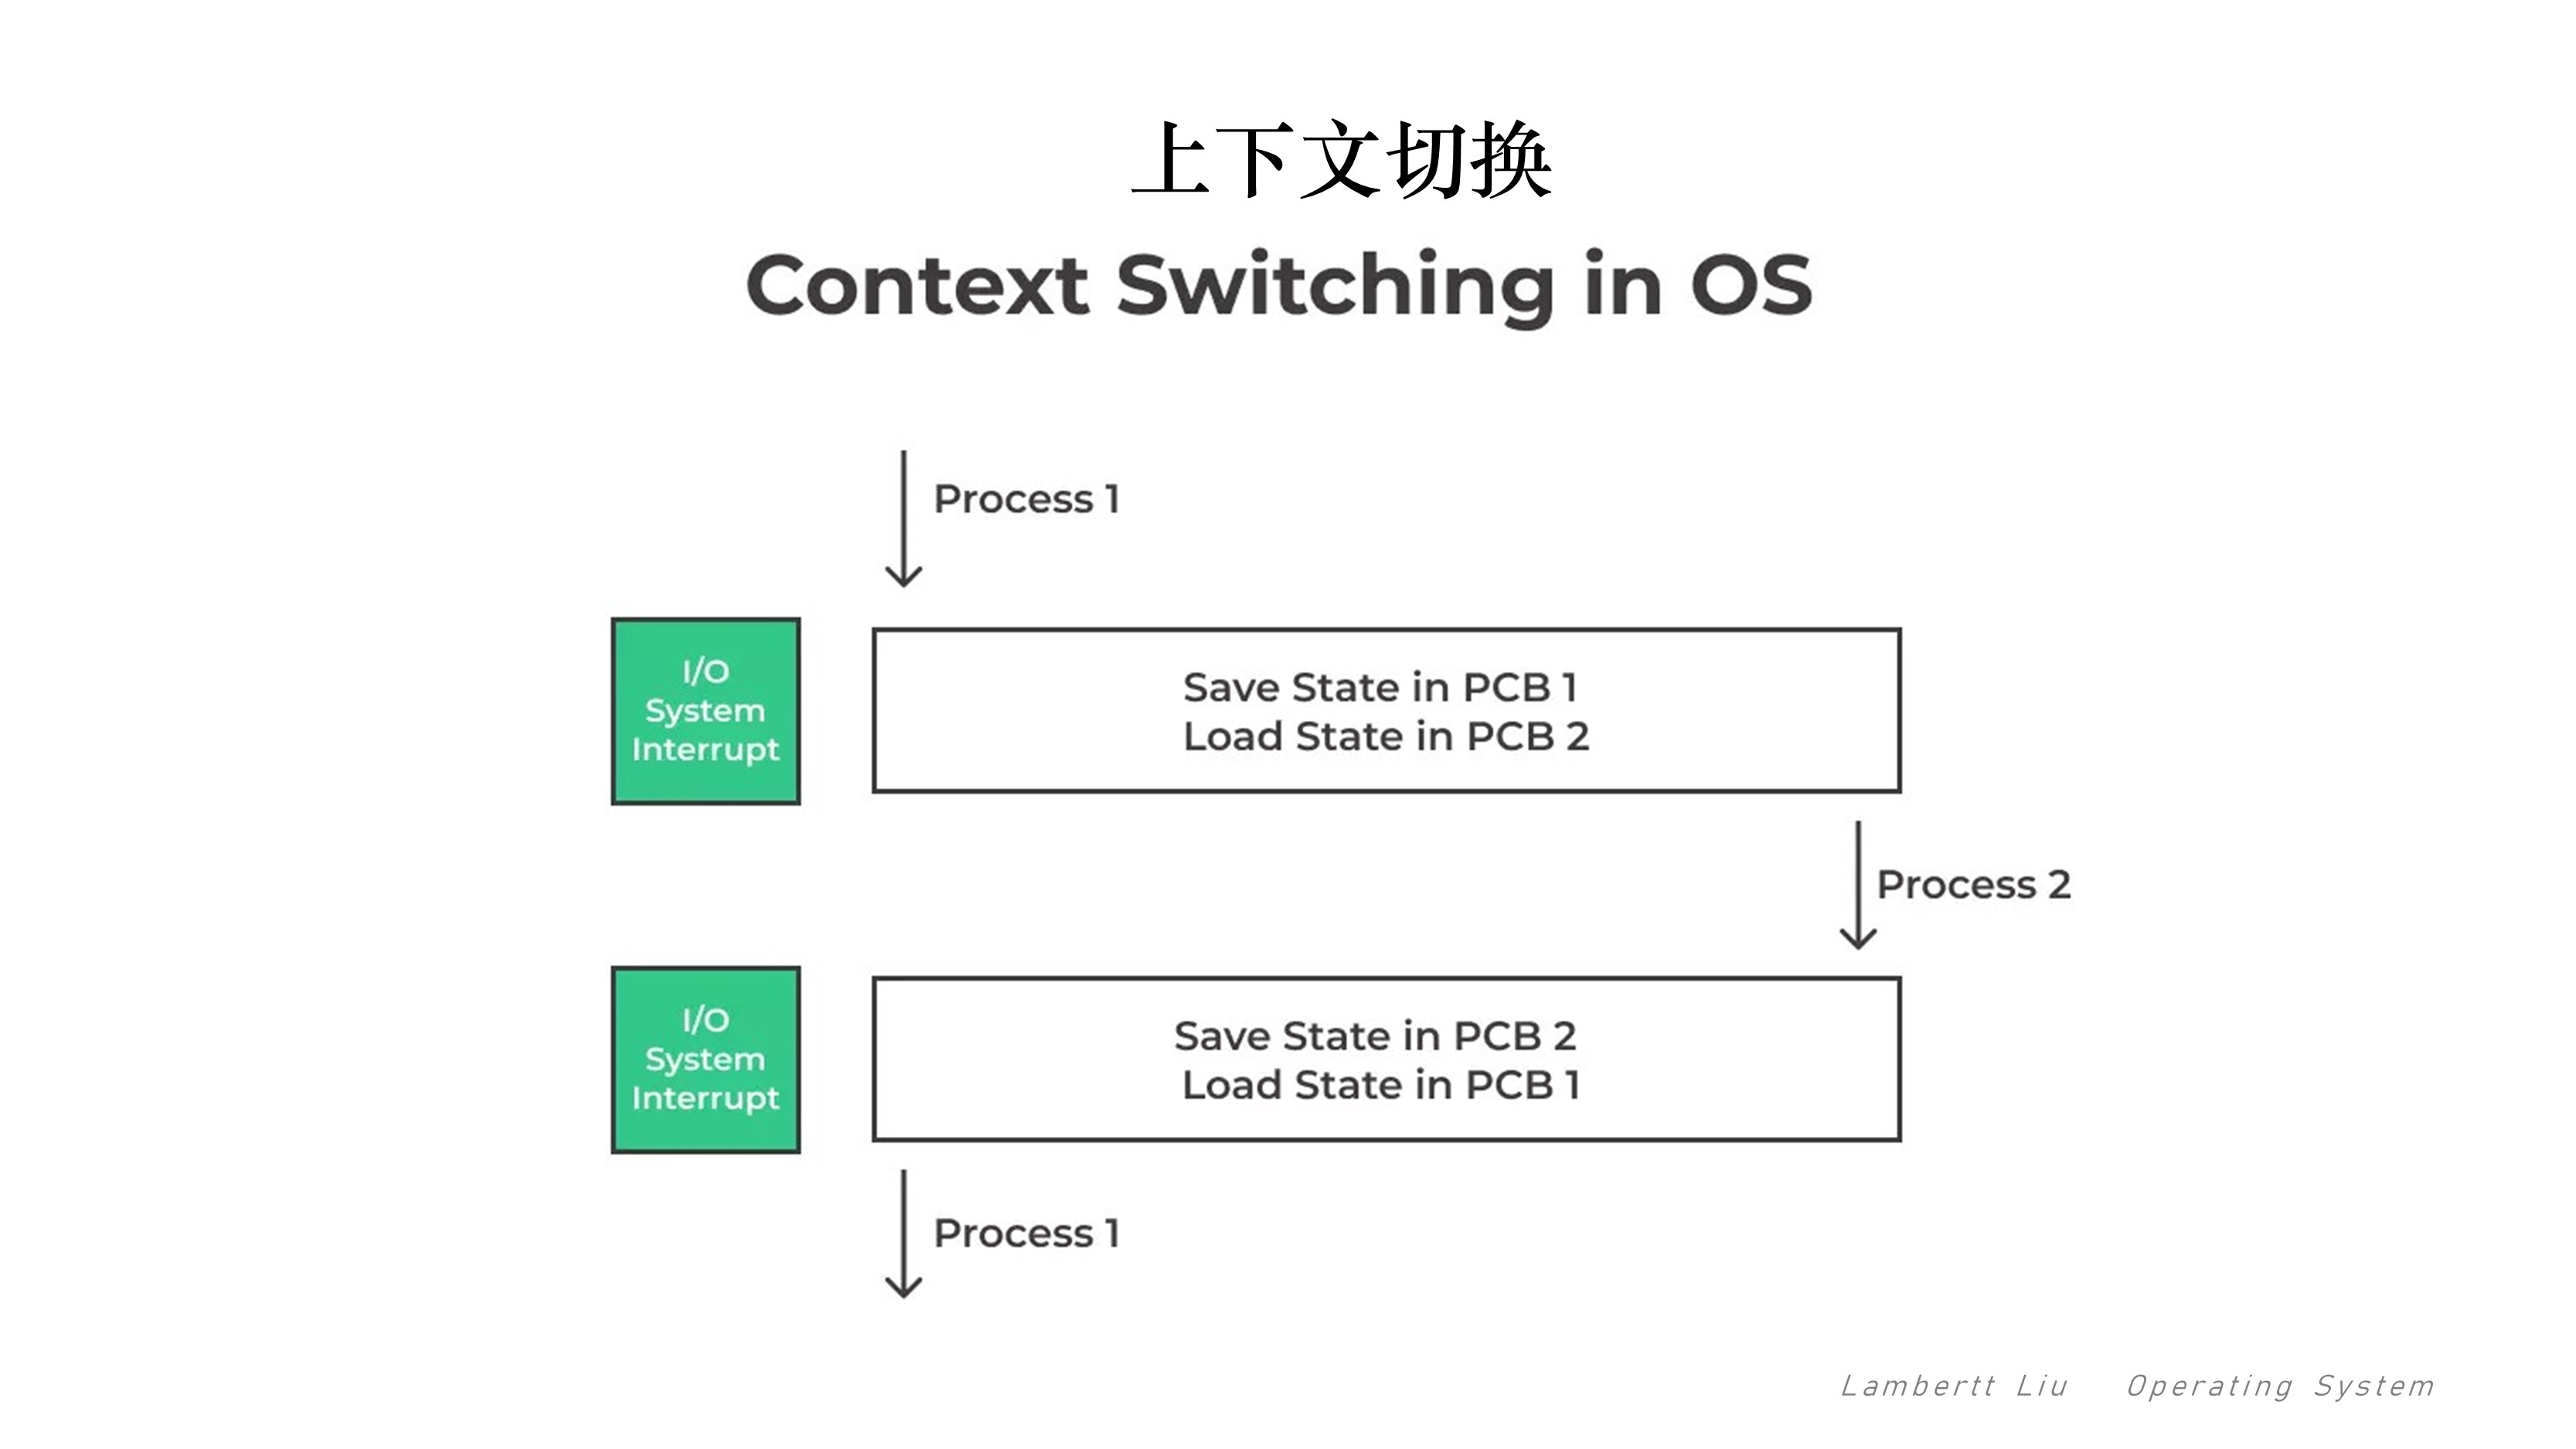 上下文切换
Context Switching in OS
Process 1
I/O
System
Interrupt
Save State in PCB 1
Load State in PCB 2
Process 2
I/O
System
Interrupt
Save State in PCB 2
Load State in PCB 1
Process 1
Lambertt Liu Operating System